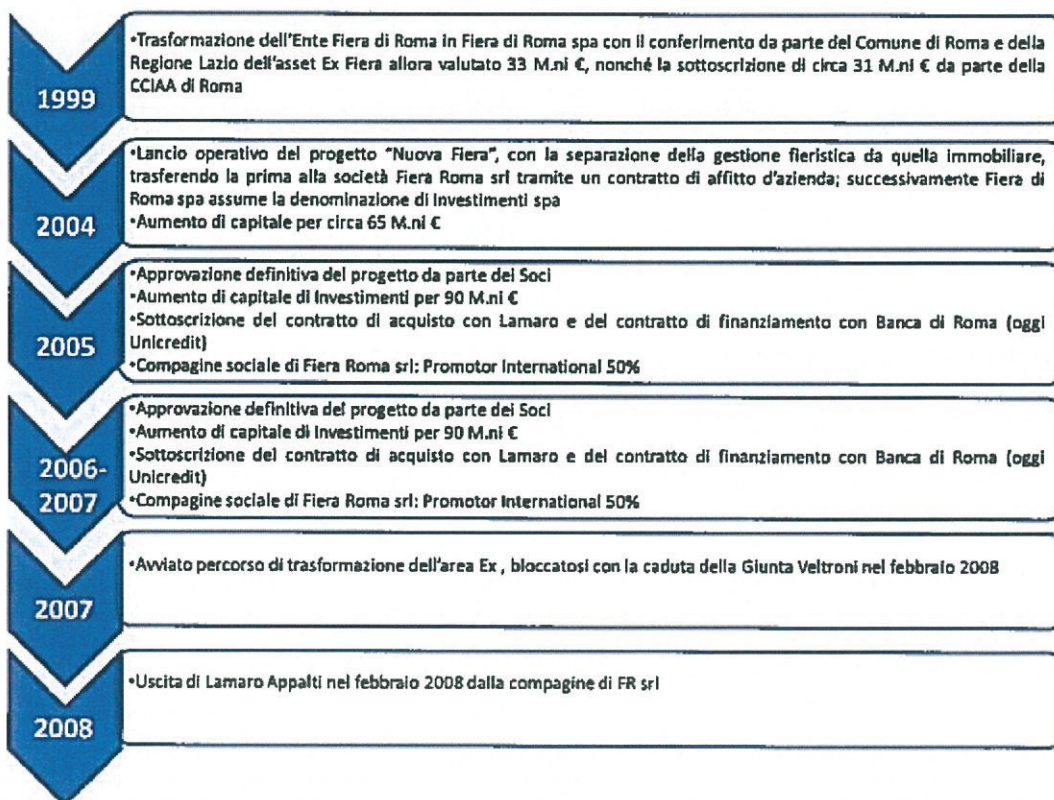 1999
•Trasformazione dell'Ente Fiera di Roma in Fiera di Roma spa con il conferimento da parte del Comune di Roma e della
Regione Lazio dell'asset Ex Fiera allora valutato 33 M.ni €, nonché la sottoscrizione di circa 31 M.ni € da parte della
CCIAA di Roma
2004
•Lancio operativo del progetto "Nuova Fiera", con la separazione della gestione fieristica da quella immobiliare,
trasferendo la prima alla società Fiera Roma srl tramite un contratto di affitto d'azienda; successivamente Fiera di
Roma spa assume la denominazione di Investimenti spa
•Aumento di capitale per circa 65 M.ni €
2005
•Approvazione definitiva del progetto da parte dei Soci
•Aumento di capitale di Investimenti per 90 M.ni €
•Sottoscrizione del contratto di acquisto con Lamaro e del contratto di finanziamento con Banca di Roma (oggi
Unicredit)
•Compagine sociale di Fiera Roma srl: Promotor International 50%
2006-
2007
•Approvazione definitiva del progetto da parte dei Soci
•Aumento di capitale di Investimenti per 90 M.ni €
•Sottoscrizione del contratto di acquisto con Lamaro e del contratto di finanziamento con Banca di Roma (oggi
Unicredit)
•Compagine sociale di Fiera Roma srl: Promotor International 50%
2007
•Avviato percorso di trasformazione dell'area Ex , bloccatosi con la caduta della Giunta Veltroni nel febbraio 2008
2008
•Uscita di Lamaro Appalti nel febbraio 2008 dalla compagine di FR srl